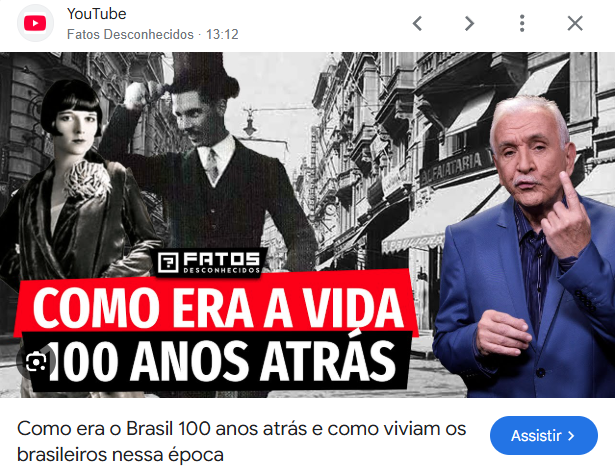 YouTube
Fatos Desconhecidos · 13:12
ALFAIATARIA
FATOS
DESCONHECIDOS
COMO ERA A VIDA
100 ANOS ATRÁS
Como era o Brasil 100 anos atrás e como viviam os
brasileiros nessa época
Assistir